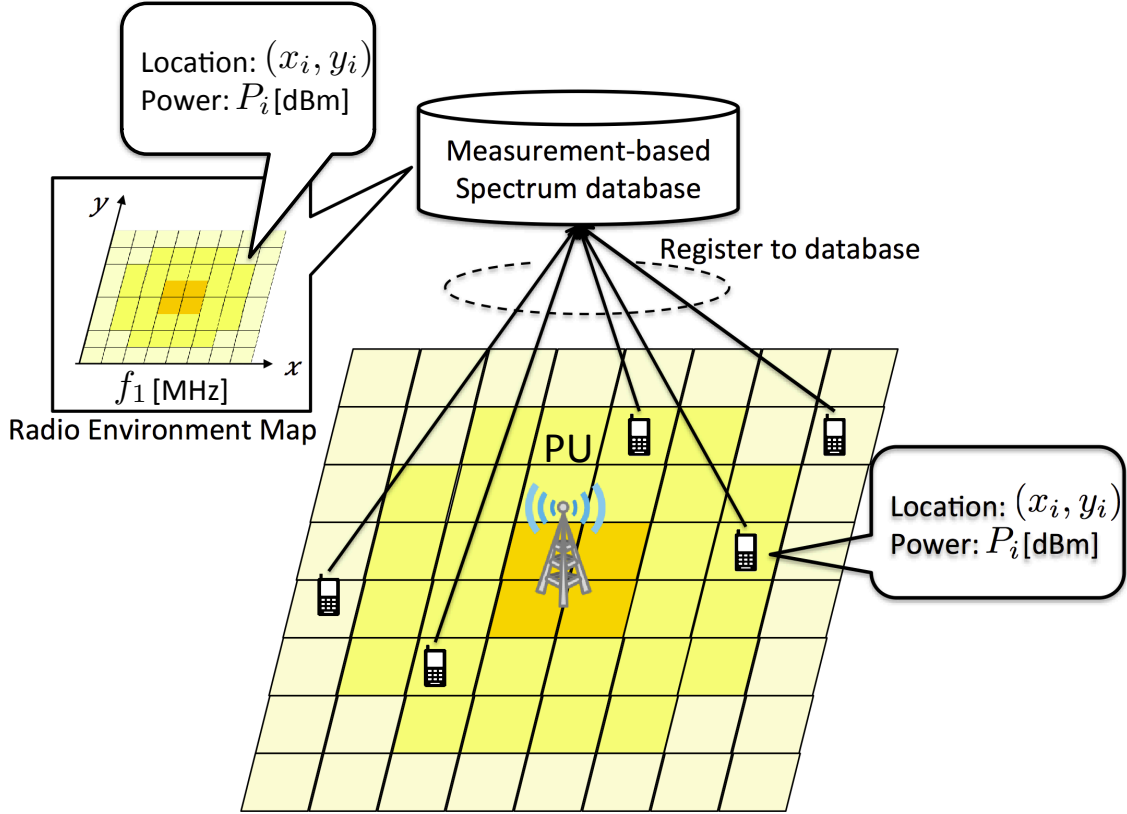 Location: (x_i, y_i)
Power: P_i [dBm]
Measurement-based
Spectrum database
y
x
f_1 [MHz]
Radio Environment Map
Register to database
PU
Location: (x_i, y_i)
Power: P_i [dBm]